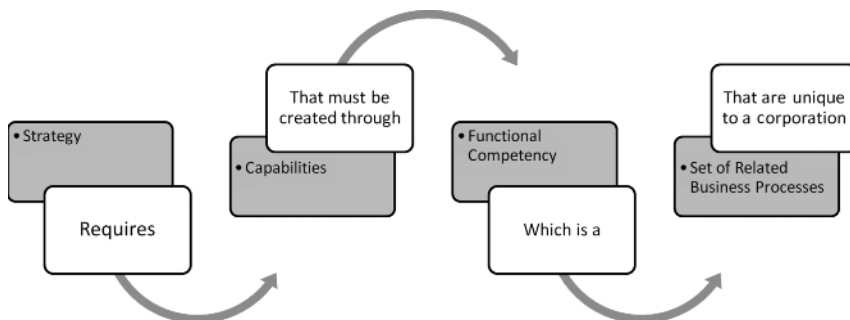 • Strategy
Requires
That must be
created through
• Capabilities
• Functional
Competency
Which is a
That are unique
to a corporation
• Set of Related
Business Processes